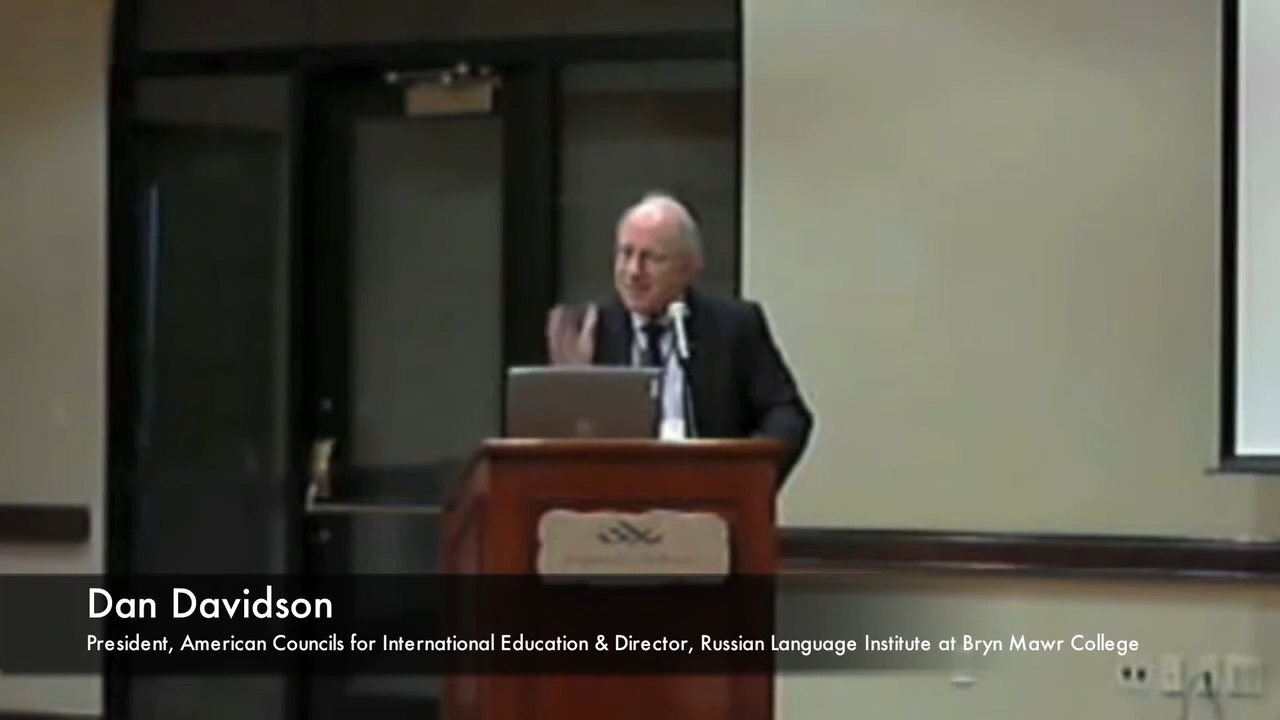 Dan Davidson
President, American Councils for International Education & Director, Russian Language Institute at Bryn Mawr College